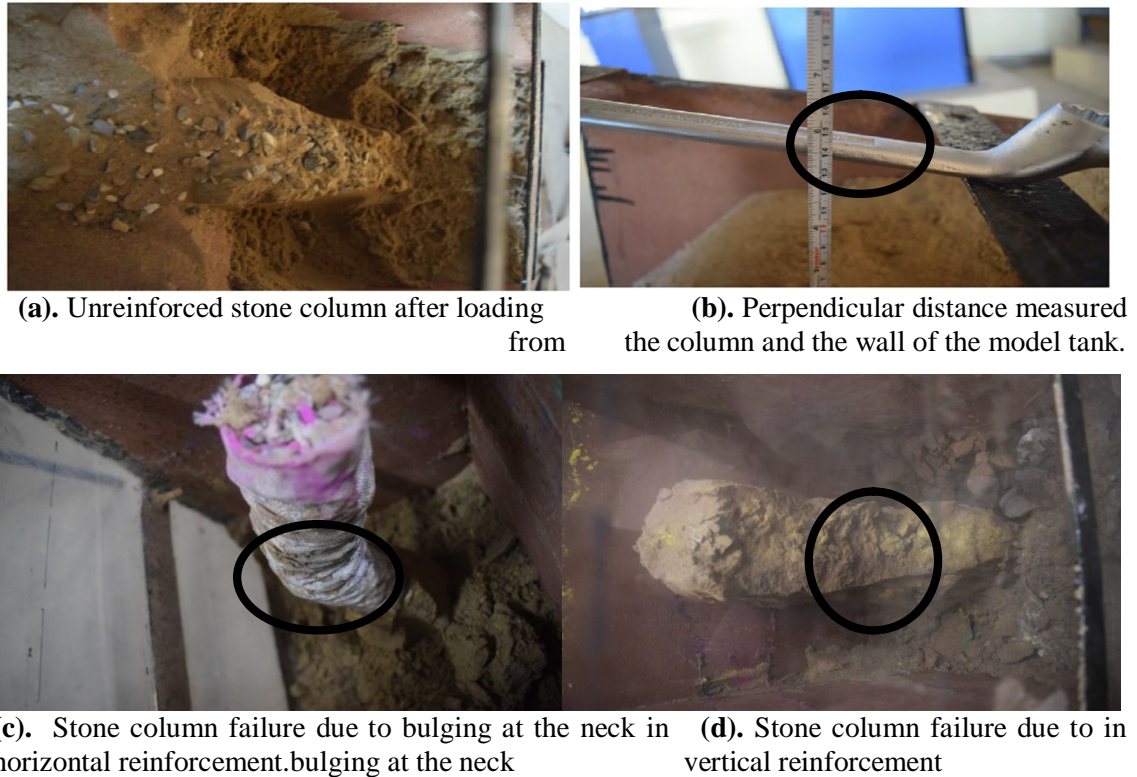 (a). Unreinforced stone column after loading
(b). Perpendicular distance measured
from the column and the wall of the model tank.
(c). Stone column failure due to bulging at the neck in
horizontal reinforcement.bulging at the neck
(d). Stone column failure due to in
vertical reinforcement